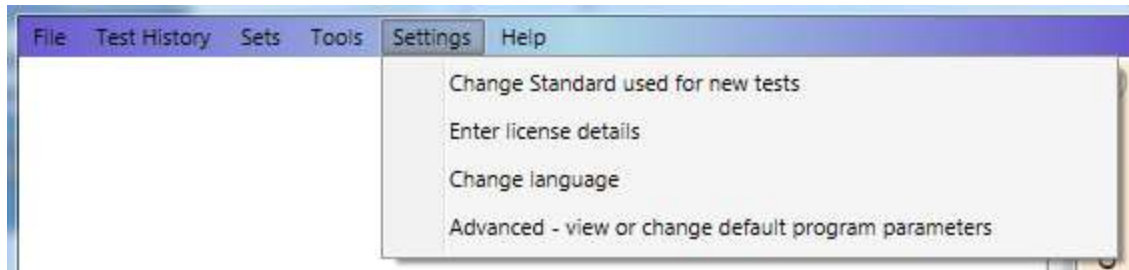 File Test History Sets Tools Settings Help
Change Standard used for new tests
Enter license details
Change language
Advanced - view or change default program parameters